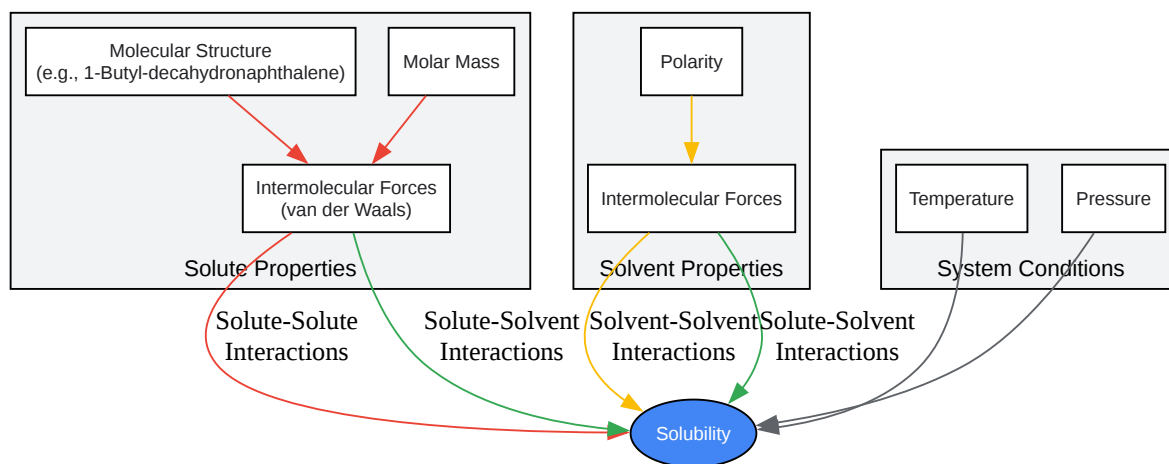 Molecular Structure
(e.g., 1-Butyl-decahydronaphthalene)
Molar Mass
Polarity
Intermolecular Forces
(van der Waals)
Intermolecular Forces
Temperature
Pressure
Solute Properties
Solvent Properties
System Conditions
Solute-Solute
Interactions
Solute-Solvent
Interactions
Solvent-Solvent
Interactions
Solute-Solvent
Interactions
Solubility